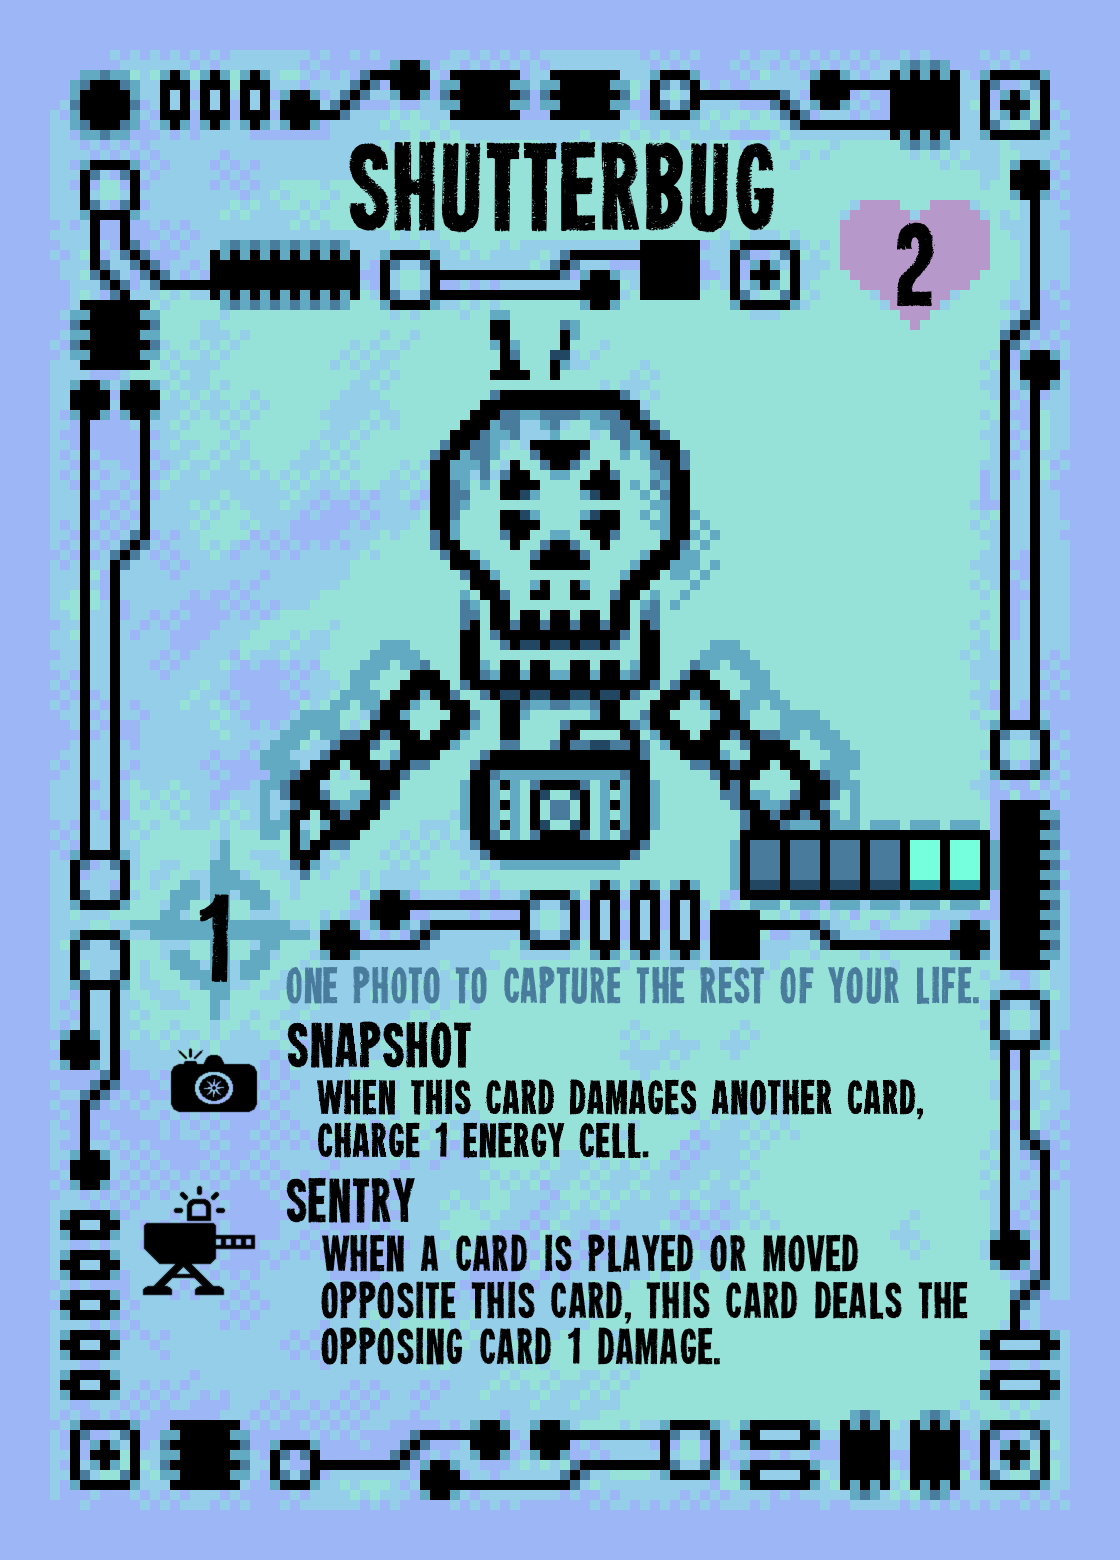 SHUTTERBUG
2
1
ONE PHOTO TO CAPTURE THE REST OF YOUR LIFE.
SNAPSHOT
WHEN THIS CARD DAMAGES ANOTHER CARD,
CHARGE 1 ENERGY CELL.
SENTRY
WHEN A CARD IS PLAYED OR MOVED
OPPOSITE THIS CARD, THIS CARD DEALS THE
OPPOSING CARD 1 DAMAGE.